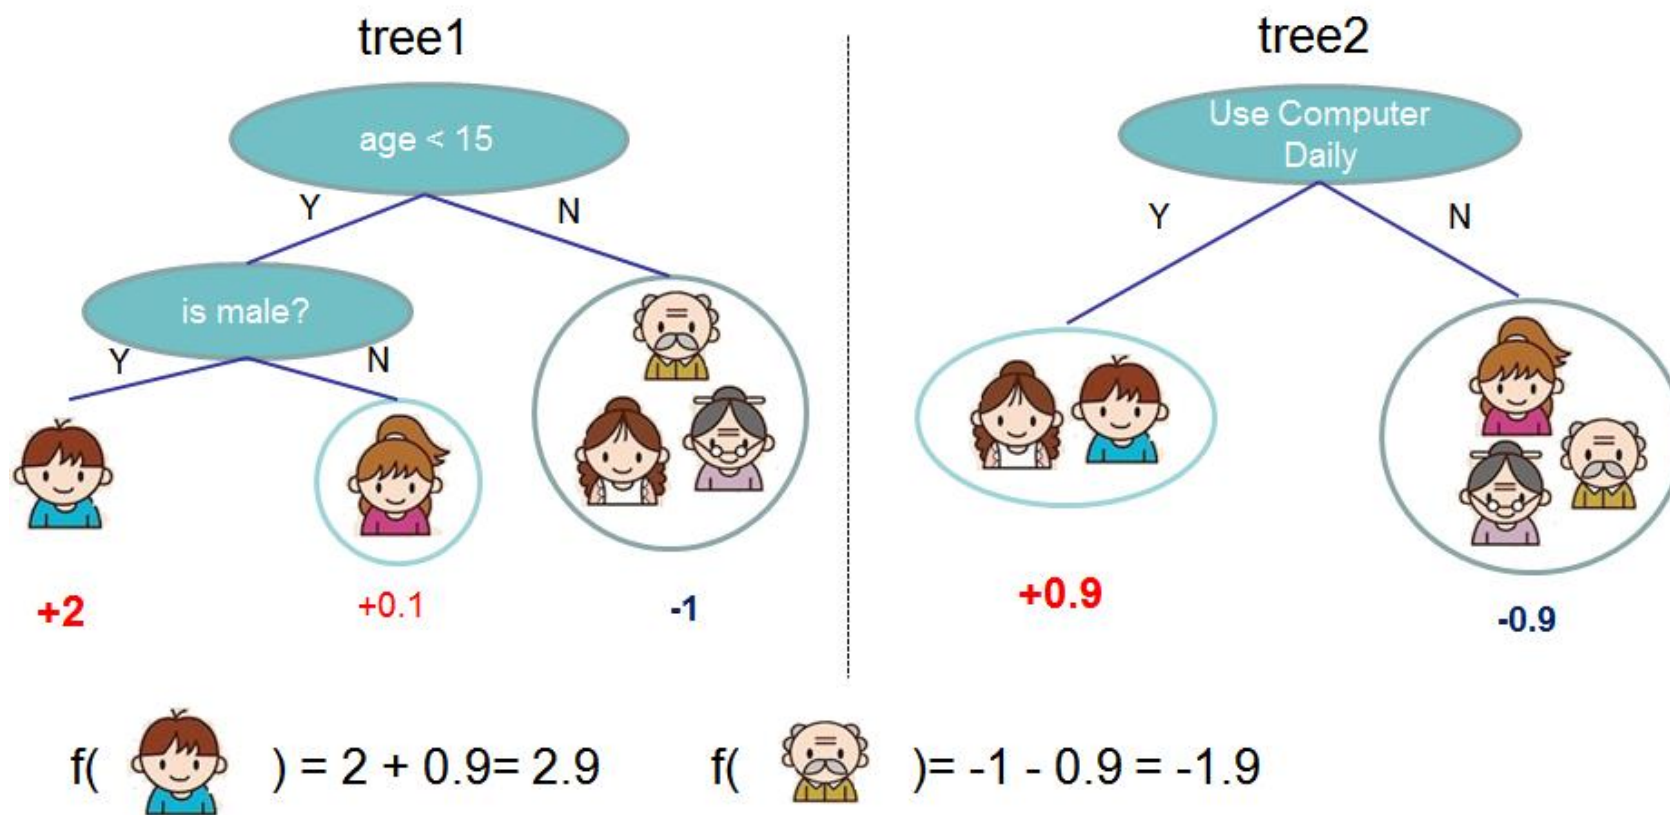 tree1
age < 15
Y
N
is male?
Y
N
+2
+0.1
-1
tree2
Use Computer
Daily
Y
N
+0.9
-0.9
f( ) = 2 + 0.9= 2.9
f( )= -1 - 0.9 = -1.9